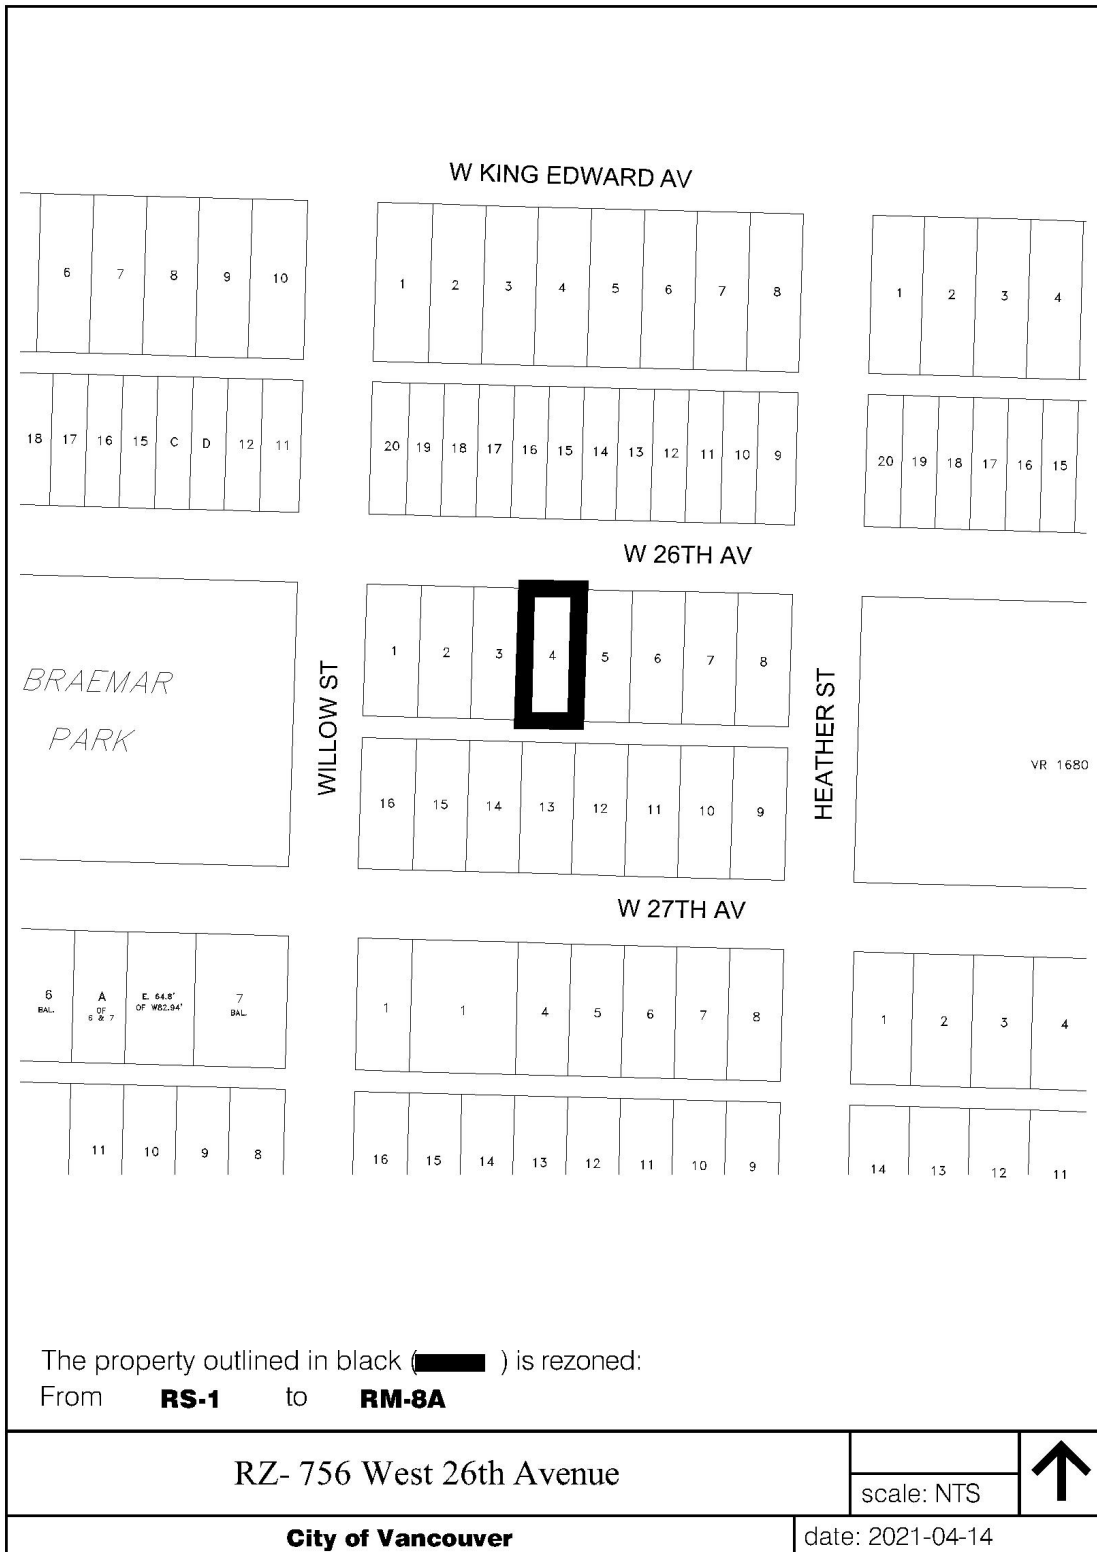 W KING EDWARD AV
6 7 8 9 10
1 2 3 4 5 6 7 8
1 2 3 4
18 17 16 15 C D 12 11
20 19 18 17 16 15 14 13 12 11 10 9
20 19 18 17 16 15
W 26TH AV
BRAEMAR
PARK
WILLOW ST
1 2 3 4 5 6 7 8
16 15 14 13 12 11 10 9
HEATHER ST
VR 1680
W 27TH AV
6
BAL.
A
OF
6 & 7
E. 64.8'
OF W82.94'
7
BAL.
1 1 4 5 6 7 8
1 2 3 4
11 10 9 8
16 15 14 13 12 11 10 9
14 13 12 11
The property outlined in black ( ) is rezoned:
From RS-1 to RM-8A
RZ- 756 West 26th Avenue
scale: NTS
City of Vancouver
date: 2021-04-14